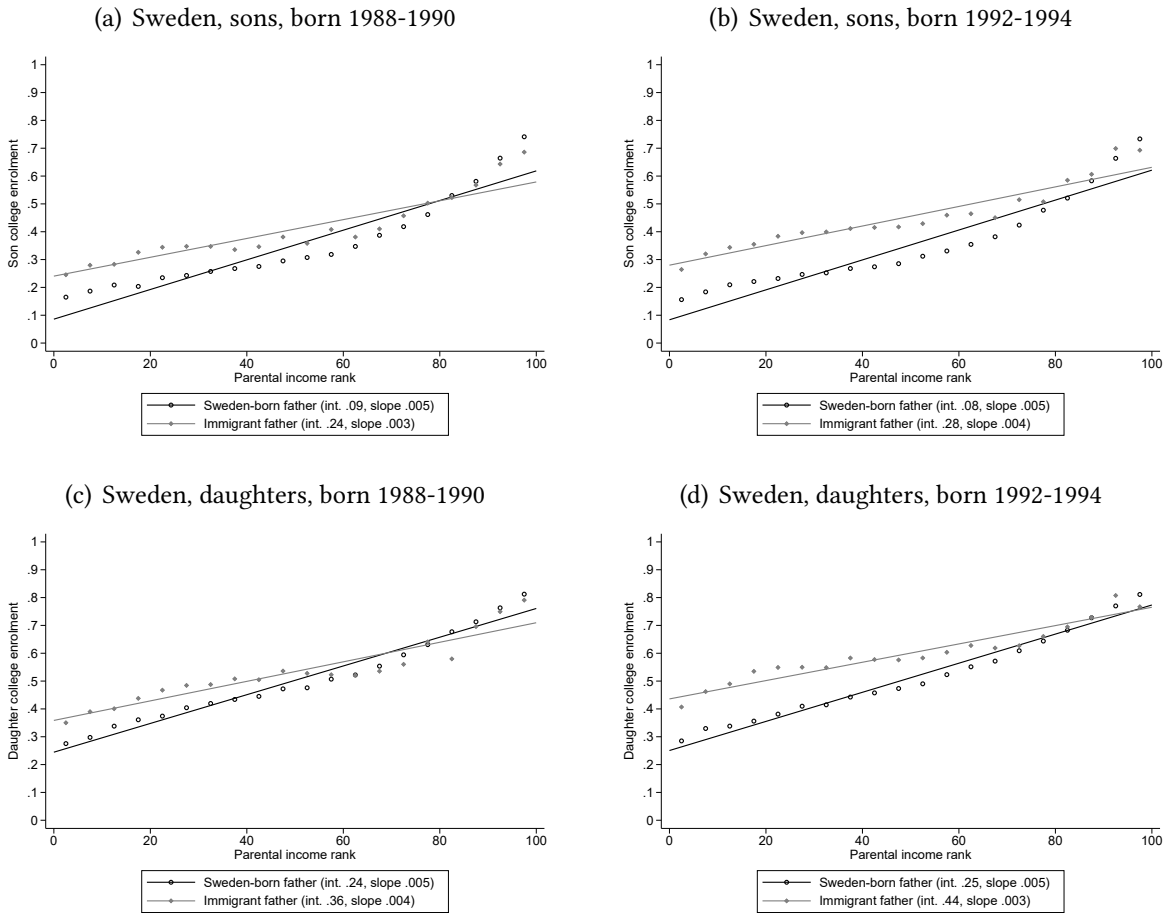 (a) Sweden, sons, born 1988-1990
1
.9
.8
.7
.6
.5
.4
.3
.2
.1
0
Son college enrolment
0 20 40 60 80 100
Parental income rank
Sweden-born father (int. .09, slope .005)
Immigrant father (int. .24, slope .003)
(b) Sweden, sons, born 1992-1994
1
.9
.8
.7
.6
.5
.4
.3
.2
.1
0
Son college enrolment
0 20 40 60 80 100
Parental income rank
Sweden-born father (int. .08, slope .005)
Immigrant father (int. .28, slope .004)
(c) Sweden, daughters, born 1988-1990
1
.9
.8
.7
.6
.5
.4
.3
.2
.1
0
Daughter college enrolment
0 20 40 60 80 100
Parental income rank
Sweden-born father (int. .24, slope .005)
Immigrant father (int. .36, slope .004)
(d) Sweden, daughters, born 1992-1994
1
.9
.8
.7
.6
.5
.4
.3
.2
.1
0
Daughter college enrolment
0 20 40 60 80 100
Parental income rank
Sweden-born father (int. .25, slope .005)
Immigrant father (int. .44, slope .003)